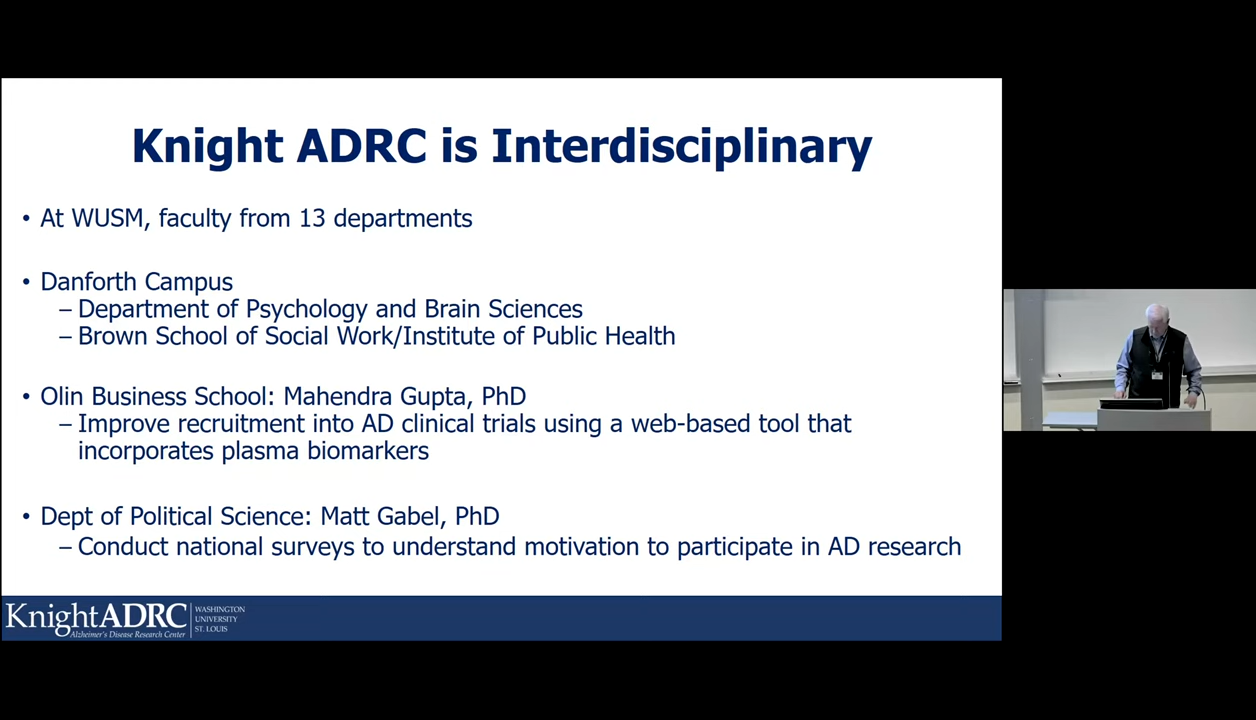 Knight ADRC is Interdisciplinary
• At WUSM, faculty from 13 departments
• Danforth Campus
– Department of Psychology and Brain Sciences
– Brown School of Social Work/Institute of Public Health
• Olin Business School: Mahendra Gupta, PhD
– Improve recruitment into AD clinical trials using a web-based tool that
incorporates plasma biomarkers
• Dept of Political Science: Matt Gabel, PhD
– Conduct national surveys to understand motivation to participate in AD research
KnightADRC
Alzheimer's Disease Research Center
WASHINGTON
UNIVERSITY
ST. LOUIS